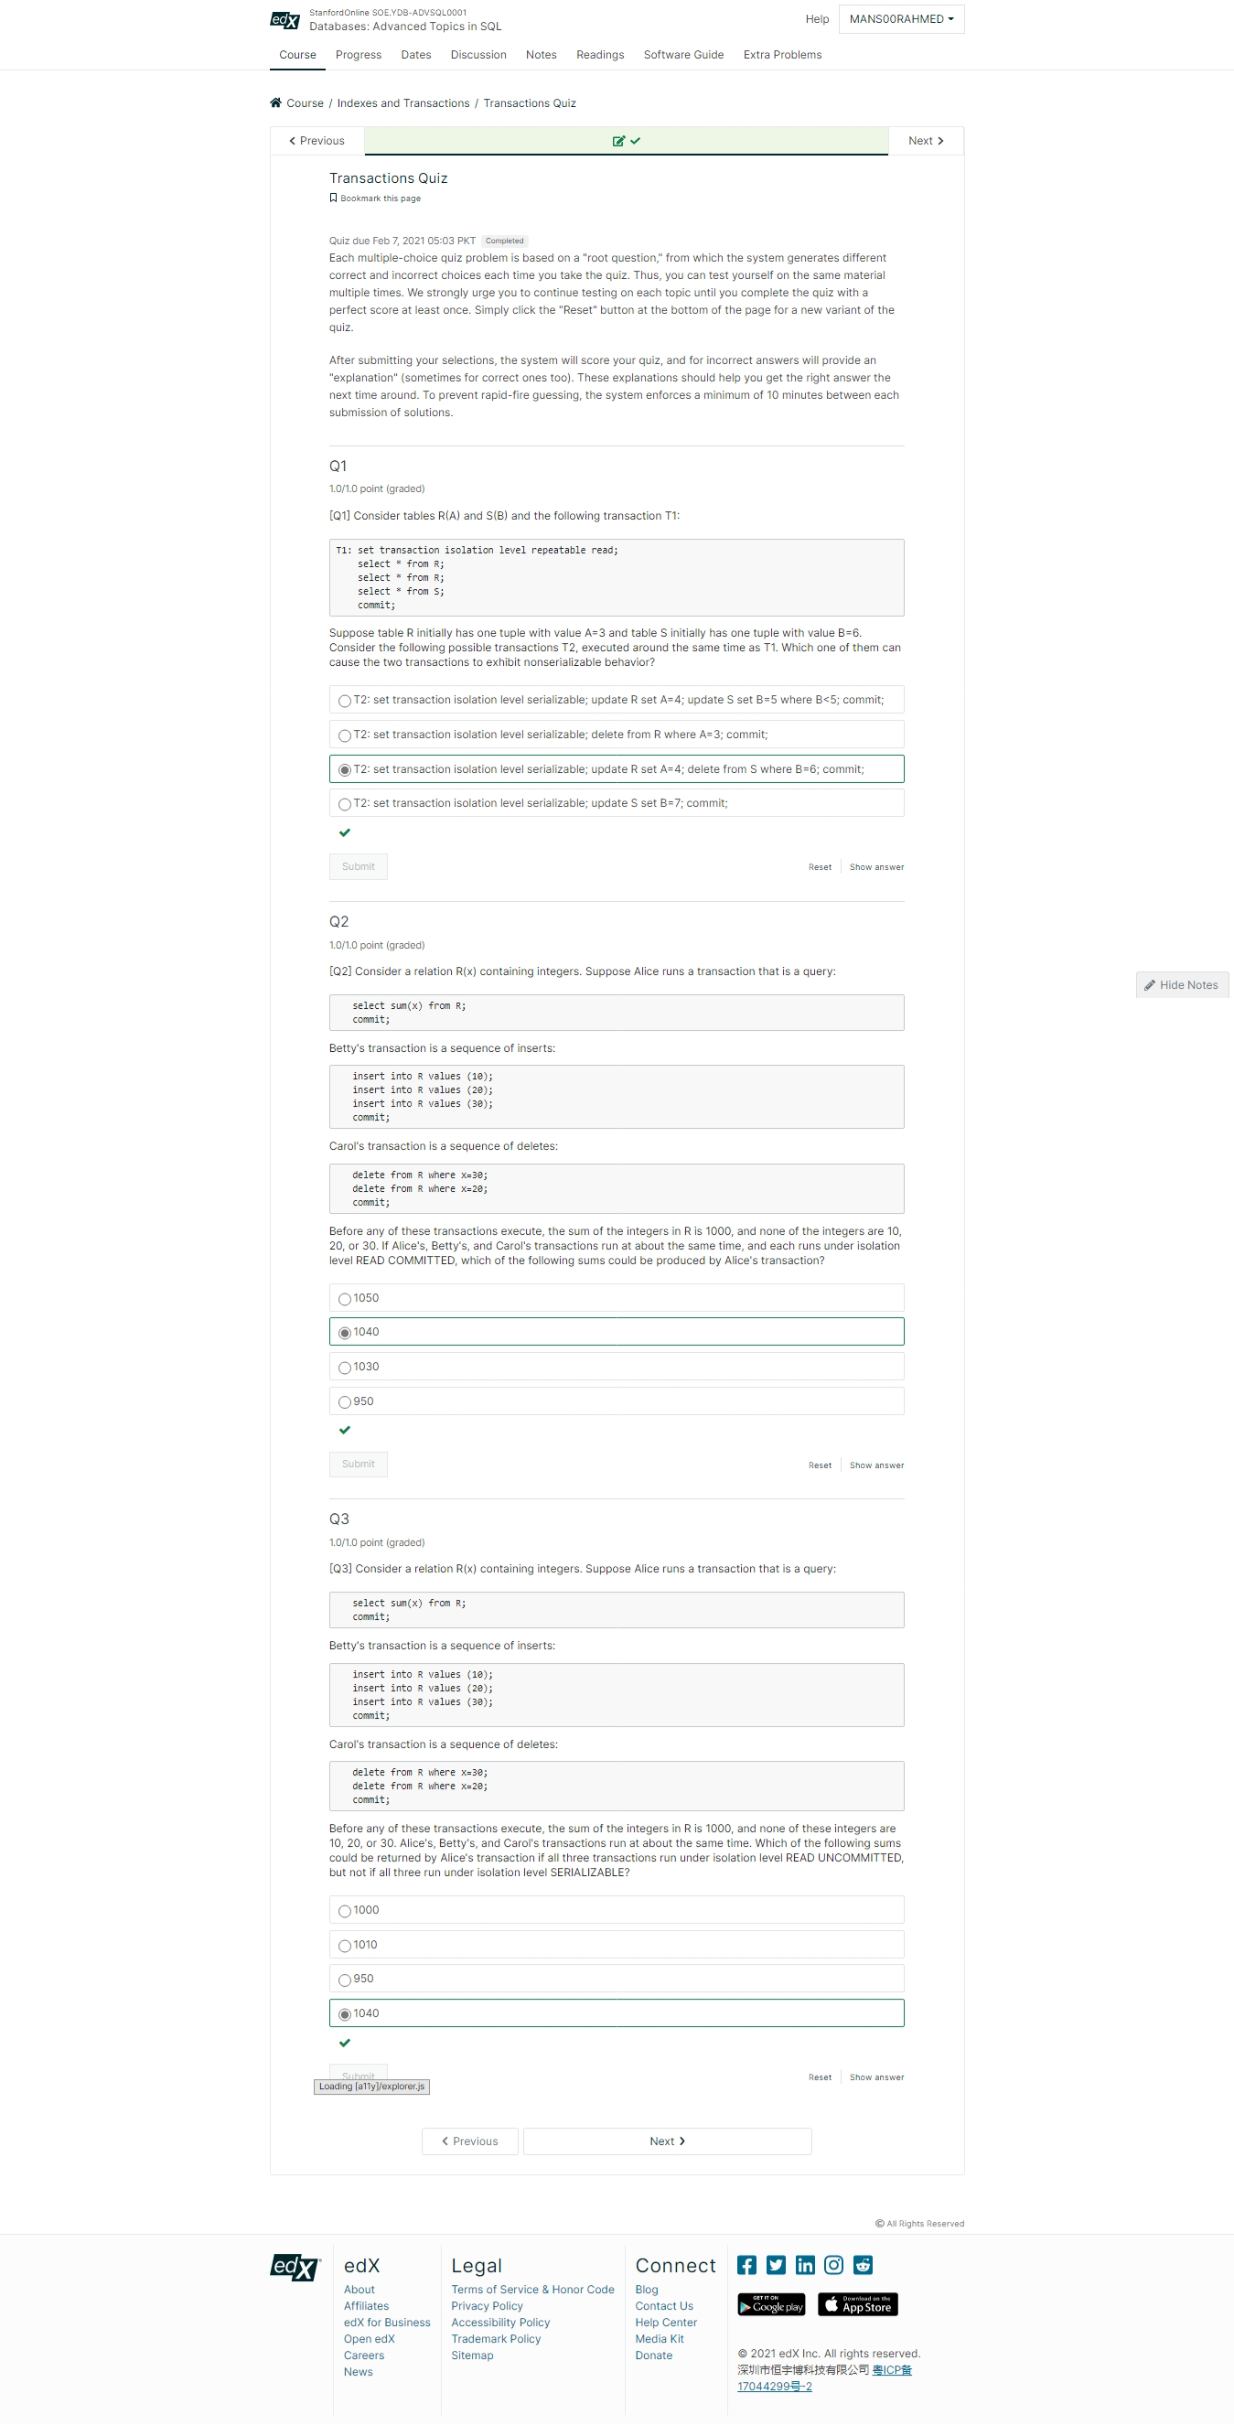 edX
StanfordOnline SOE.YDB-ADVSQL0001
Databases: Advanced Topics in SQL
Help
MANS00RAHMED
Course Progress Dates Discussion Notes Readings Software Guide Extra Problems
Course / Indexes and Transactions / Transactions Quiz
Previous
Next
Transactions Quiz
Bookmark this page
Quiz due Feb 7, 2021 05:03 PKT Completed
Each multiple-choice quiz problem is based on a "root question," from which the system generates different
correct and incorrect choices each time you take the quiz. Thus, you can test yourself on the same material
multiple times. We strongly urge you to continue testing on each topic until you complete the quiz with a
perfect score at least once. Simply click the "Reset" button at the bottom of the page for a new variant of the
quiz.
After submitting your selections, the system will score your quiz, and for incorrect answers will provide an
"explanation" (sometimes for correct ones too). These explanations should help you get the right answer the
next time around. To prevent rapid-fire guessing, the system enforces a minimum of 10 minutes between each
submission of solutions.
Q1
1.0/1.0 point (graded)
[Q1] Consider tables R(A) and S(B) and the following transaction T1:
T1: set transaction isolation level repeatable read;
select * from R;
select * from R;
select * from S;
commit;
Suppose table R initially has one tuple with value A=3 and table S initially has one tuple with value B=6.
Consider the following possible transactions T2, executed around the same time as T1. Which one of them can
cause the two transactions to exhibit nonserializable behavior?
T2: set transaction isolation level serializable; update R set A=4; update S set B=5 where B<5; commit;
T2: set transaction isolation level serializable; delete from R where A=3; commit;
T2: set transaction isolation level serializable; update R set A=4; delete from S where B=6; commit;
T2: set transaction isolation level serializable; update S set B=7; commit;
Submit
Reset
Show answer
Q2
1.0/1.0 point (graded)
[Q2] Consider a relation R(x) containing integers. Suppose Alice runs a transaction that is a query:
Hide Notes
select sum(x) from R;
commit;
Betty's transaction is a sequence of inserts:
insert into R values (10);
insert into R values (20);
insert into R values (30);
commit;
Carol's transaction is a sequence of deletes:
delete from R where x=30;
delete from R where x=20;
commit;
Before any of these transactions execute, the sum of the integers in R is 1000, and none of the integers are 10,
20, or 30. If Alice's, Betty's, and Carol's transactions run at about the same time, and each runs under isolation
level READ COMMITTED, which of the following sums could be produced by Alice's transaction?
1050
1040
1030
950
Submit
Reset
Show answer
Q3
1.0/1.0 point (graded)
[Q3] Consider a relation R(x) containing integers. Suppose Alice runs a transaction that is a query:
select sum(x) from R;
commit;
Betty's transaction is a sequence of inserts:
insert into R values (10);
insert into R values (20);
insert into R values (30);
commit;
Carol's transaction is a sequence of deletes:
delete from R where x=30;
delete from R where x=20;
commit;
Before any of these transactions execute, the sum of the integers in R is 1000, and none of these integers are
10, 20, or 30. Alice's, Betty's, and Carol's transactions run at about the same time. Which of the following sums
could be returned by Alice's transaction if all three transactions run under isolation level READ UNCOMMITTED,
but not if all three run under isolation level SERIALIZABLE?
1000
1010
950
1040
Submit
Reset
Show answer
Loading [a11y]/explorer.js
Previous
Next
© All Rights Reserved
edX
edX
About
Affiliates
edX for Business
Open edX
Careers
News
Legal
Terms of Service & Honor Code
Privacy Policy
Accessibility Policy
Trademark Policy
Sitemap
Connect
Blog
Contact Us
Help Center
Media Kit
Donate
GET IT ON
Google play
Download on the
App Store
© 2021 edX Inc. All rights reserved.
深圳市恒宇博科技有限公司 粤ICP备
17044299号-2